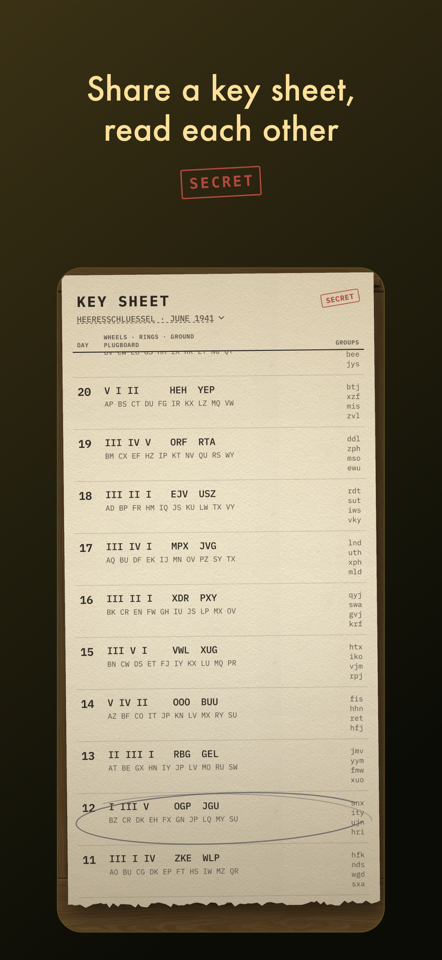 Share a key sheet,
read each other
SECRET
KEY SHEET
SECRET
HEERESSCHLUESSEL · JUNE 1941
WHEELS · RINGS · GROUND
DAY PLUGBOARD GROUPS
hee
jys
20 V I II HEH YEP btj
AP BS CT DU FG IR KX LZ MQ VW xzf
mis
zvl
19 III IV V ORF RTA ddl
BM CX EF HZ IP KT NV QU RS WY zph
mso
ewu
18 III II I EJV USZ rdt
AD BP FR HM IQ JS KU LW TX VY sut
iws
vky
17 III IV I MPX JVG lnd
AQ BU DF EK IJ MN OV PZ SY TX uth
xph
mld
16 III II I XDR PXY qyj
BK CR EN FW GH IU JS LP MX OV swa
gvj
krf
15 III V I VWL XUG htx
BN CW DS ET FJ IY KX LU MQ PR iko
vjm
rpj
14 V IV II OOO BUU fis
AZ BF CO IT JP KN LV MX RY SU hhn
ret
hfj
13 II III I RBG GEL jmv
AT BE GX HN IY JP LV MO RU SW yym
fmw
xuo
12 I III V OGP JGU snx
BZ CR DK EH FX GN JP LQ MY SU ity
ujn
hri
11 III I IV ZKE WLP hfk
AO BU CG DK EP FT HS IW MZ QR nds
wgd
sxa